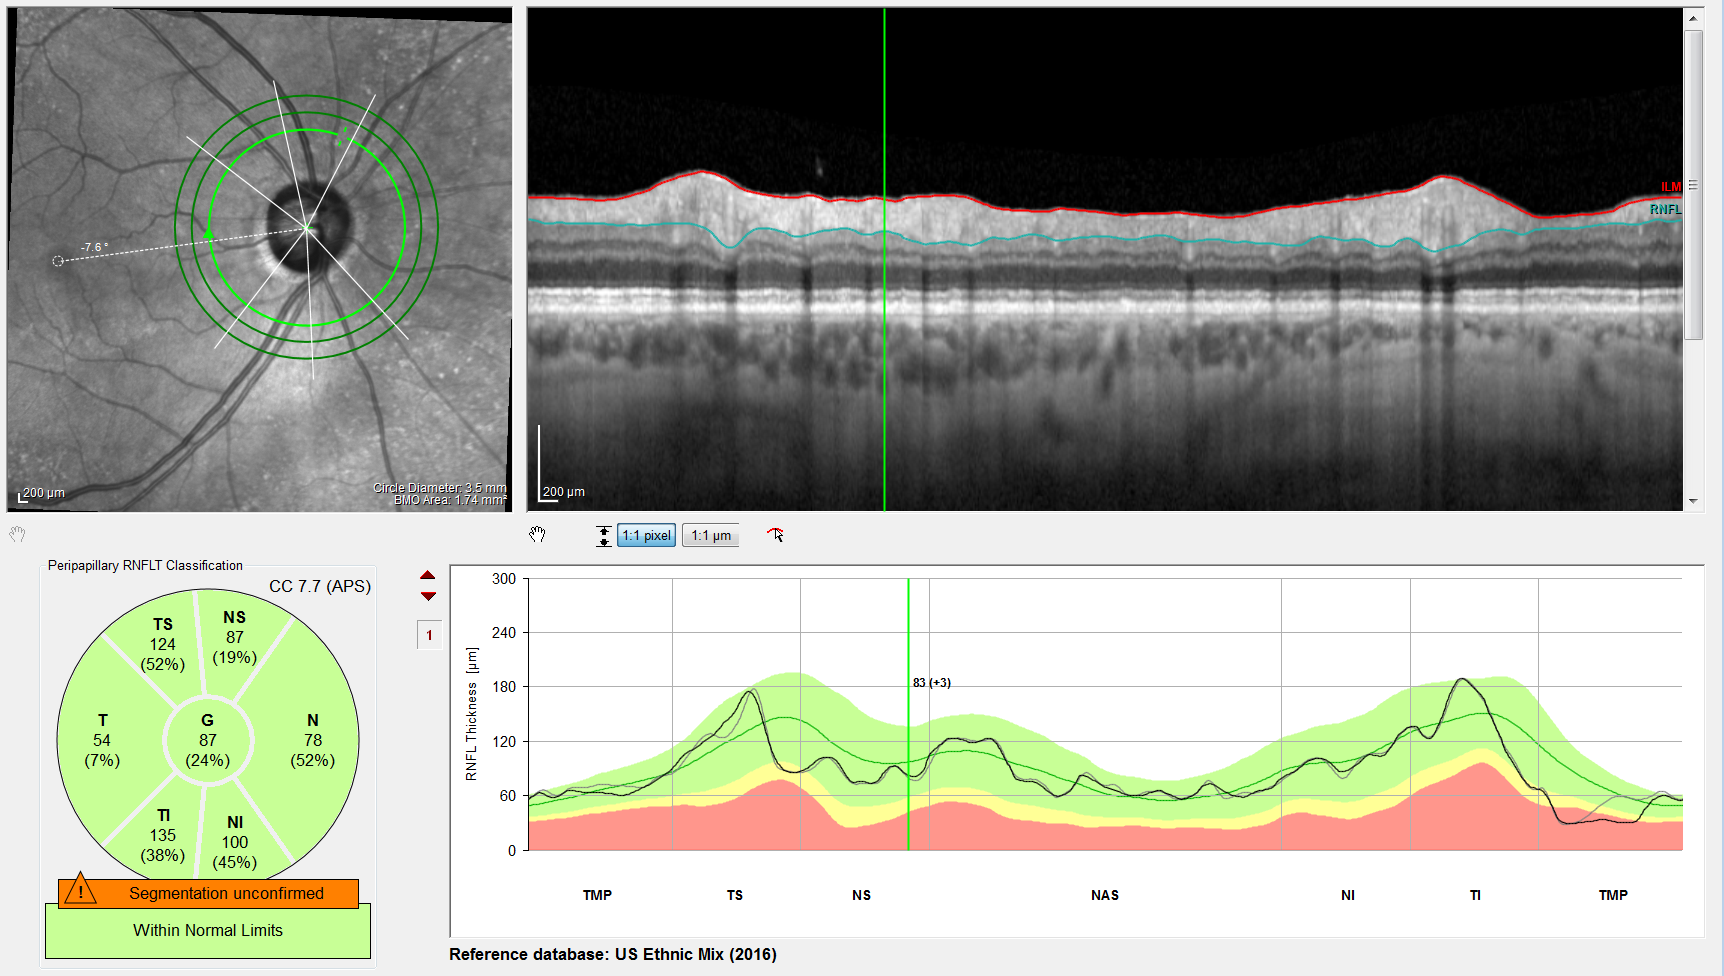 -7.6 °
200 µm
Circle Diameter: 3.5 mm
BMO Area: 1.74 mm²
ILM
RNFL
200 µm
1:1 pixel
1:1 µm
Peripapillary RNFLT Classification
CC 7.7 (APS)
TS
124
(52%)
NS
87
(19%)
T
54
(7%)
G
87
(24%)
N
78
(52%)
TI
135
(38%)
NI
100
(45%)
! Segmentation unconfirmed
Within Normal Limits
1
RNFL Thickness [µm]
300
240
180
120
60
0
83 (+3)
TMP TS NS NAS NI TI TMP
Reference database: US Ethnic Mix (2016)